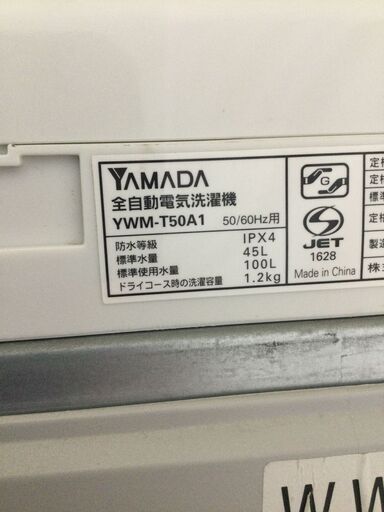 YAMADA
全自動電気洗濯機
YWM-T50A1 50/60Hz用
防水等級 IPX4
標準水量 45L
標準使用水量 100L
ドライコース時の洗濯容量 1.2kg
G
S
JET
1628
Made in China
定格
定格
定格
定格
製造
株式
W W